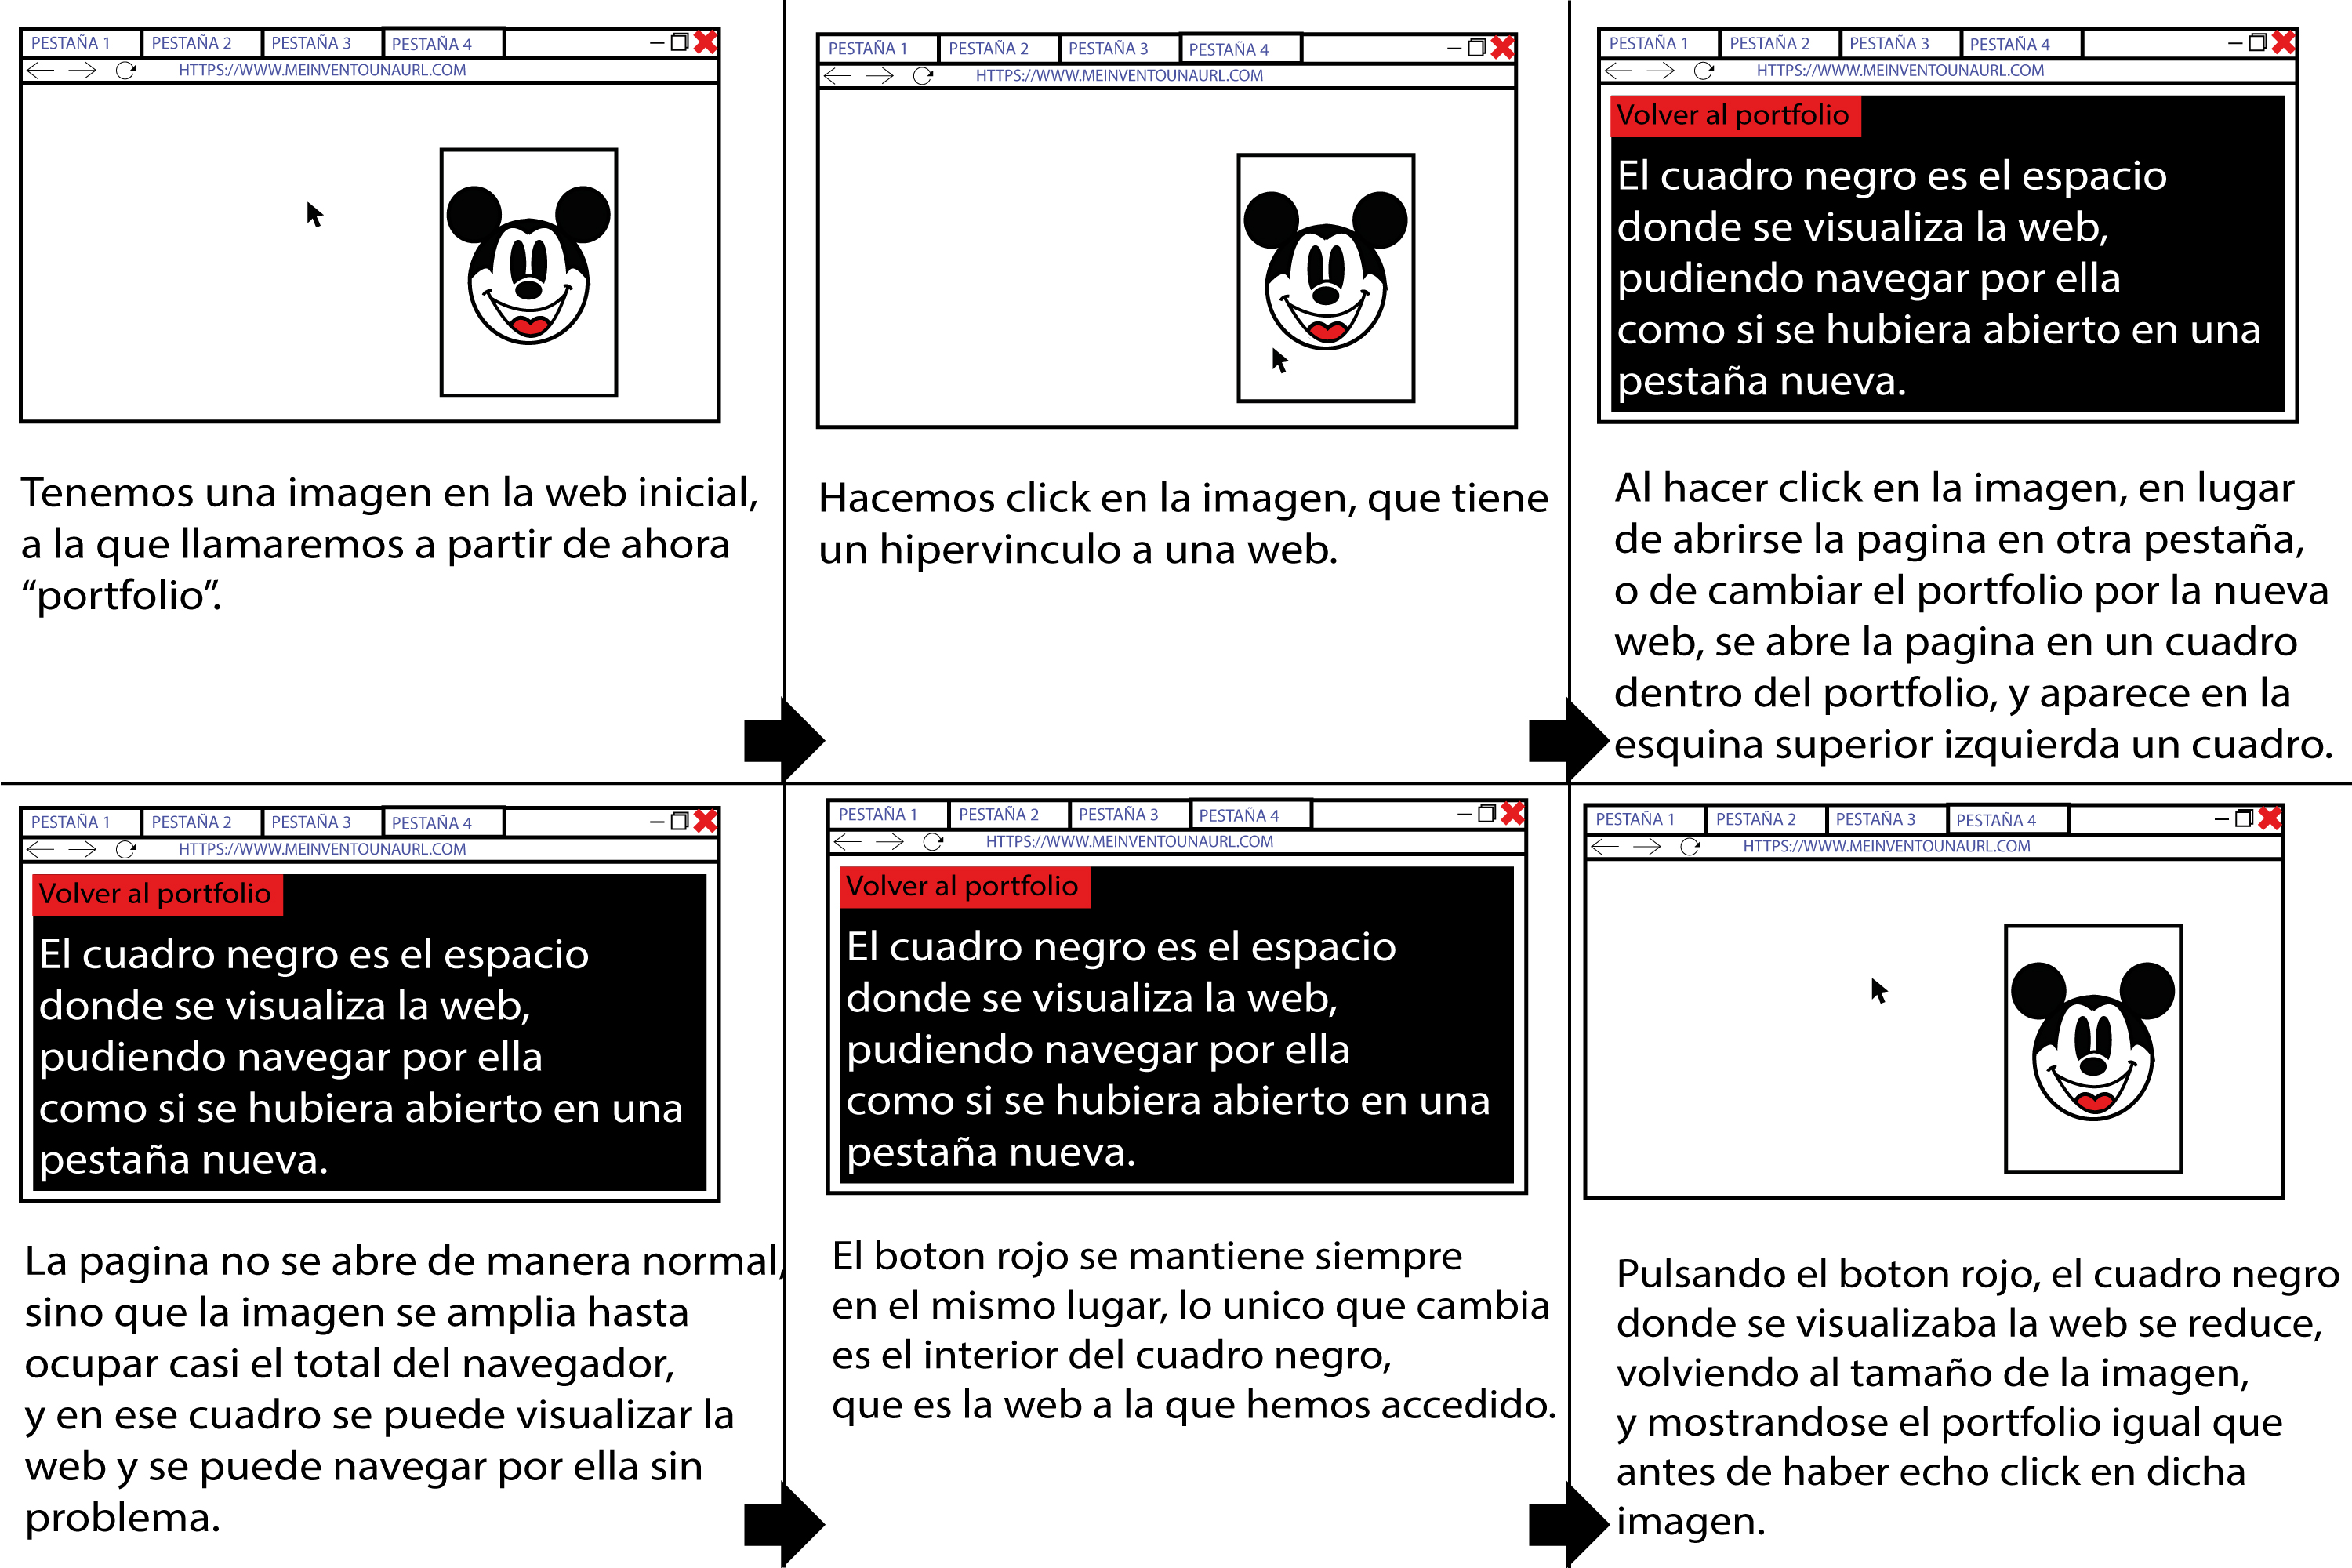 PESTAÑA 1 PESTAÑA 2 PESTAÑA 3 PESTAÑA 4
HTTPS://WWW.MEINVENTOUNAURL.COM
Tenemos una imagen en la web inicial,
a la que llamaremos a partir de ahora
“portfolio”.
PESTAÑA 1 PESTAÑA 2 PESTAÑA 3 PESTAÑA 4
HTTPS://WWW.MEINVENTOUNAURL.COM
Hacemos click en la imagen, que tiene
un hipervinculo a una web.
PESTAÑA 1 PESTAÑA 2 PESTAÑA 3 PESTAÑA 4
HTTPS://WWW.MEINVENTOUNAURL.COM
Volver al portfolio
El cuadro negro es el espacio
donde se visualiza la web,
pudiendo navegar por ella
como si se hubiera abierto en una
pestaña nueva.
Al hacer click en la imagen, en lugar
de abrirse la pagina en otra pestaña,
o de cambiar el portfolio por la nueva
web, se abre la pagina en un cuadro
dentro del portfolio, y aparece en la
esquina superior izquierda un cuadro.
PESTAÑA 1 PESTAÑA 2 PESTAÑA 3 PESTAÑA 4
HTTPS://WWW.MEINVENTOUNAURL.COM
Volver al portfolio
El cuadro negro es el espacio
donde se visualiza la web,
pudiendo navegar por ella
como si se hubiera abierto en una
pestaña nueva.
La pagina no se abre de manera normal,
sino que la imagen se amplia hasta
ocupar casi el total del navegador,
y en ese cuadro se puede visualizar la
web y se puede navegar por ella sin
problema.
PESTAÑA 1 PESTAÑA 2 PESTAÑA 3 PESTAÑA 4
HTTPS://WWW.MEINVENTOUNAURL.COM
Volver al portfolio
El cuadro negro es el espacio
donde se visualiza la web,
pudiendo navegar por ella
como si se hubiera abierto en una
pestaña nueva.
El boton rojo se mantiene siempre
en el mismo lugar, lo unico que cambia
es el interior del cuadro negro,
que es la web a la que hemos accedido.
PESTAÑA 1 PESTAÑA 2 PESTAÑA 3 PESTAÑA 4
HTTPS://WWW.MEINVENTOUNAURL.COM
Pulsando el boton rojo, el cuadro negro
donde se visualizaba la web se reduce,
volviendo al tamaño de la imagen,
y mostrandose el portfolio igual que
antes de haber echo click en dicha
imagen.